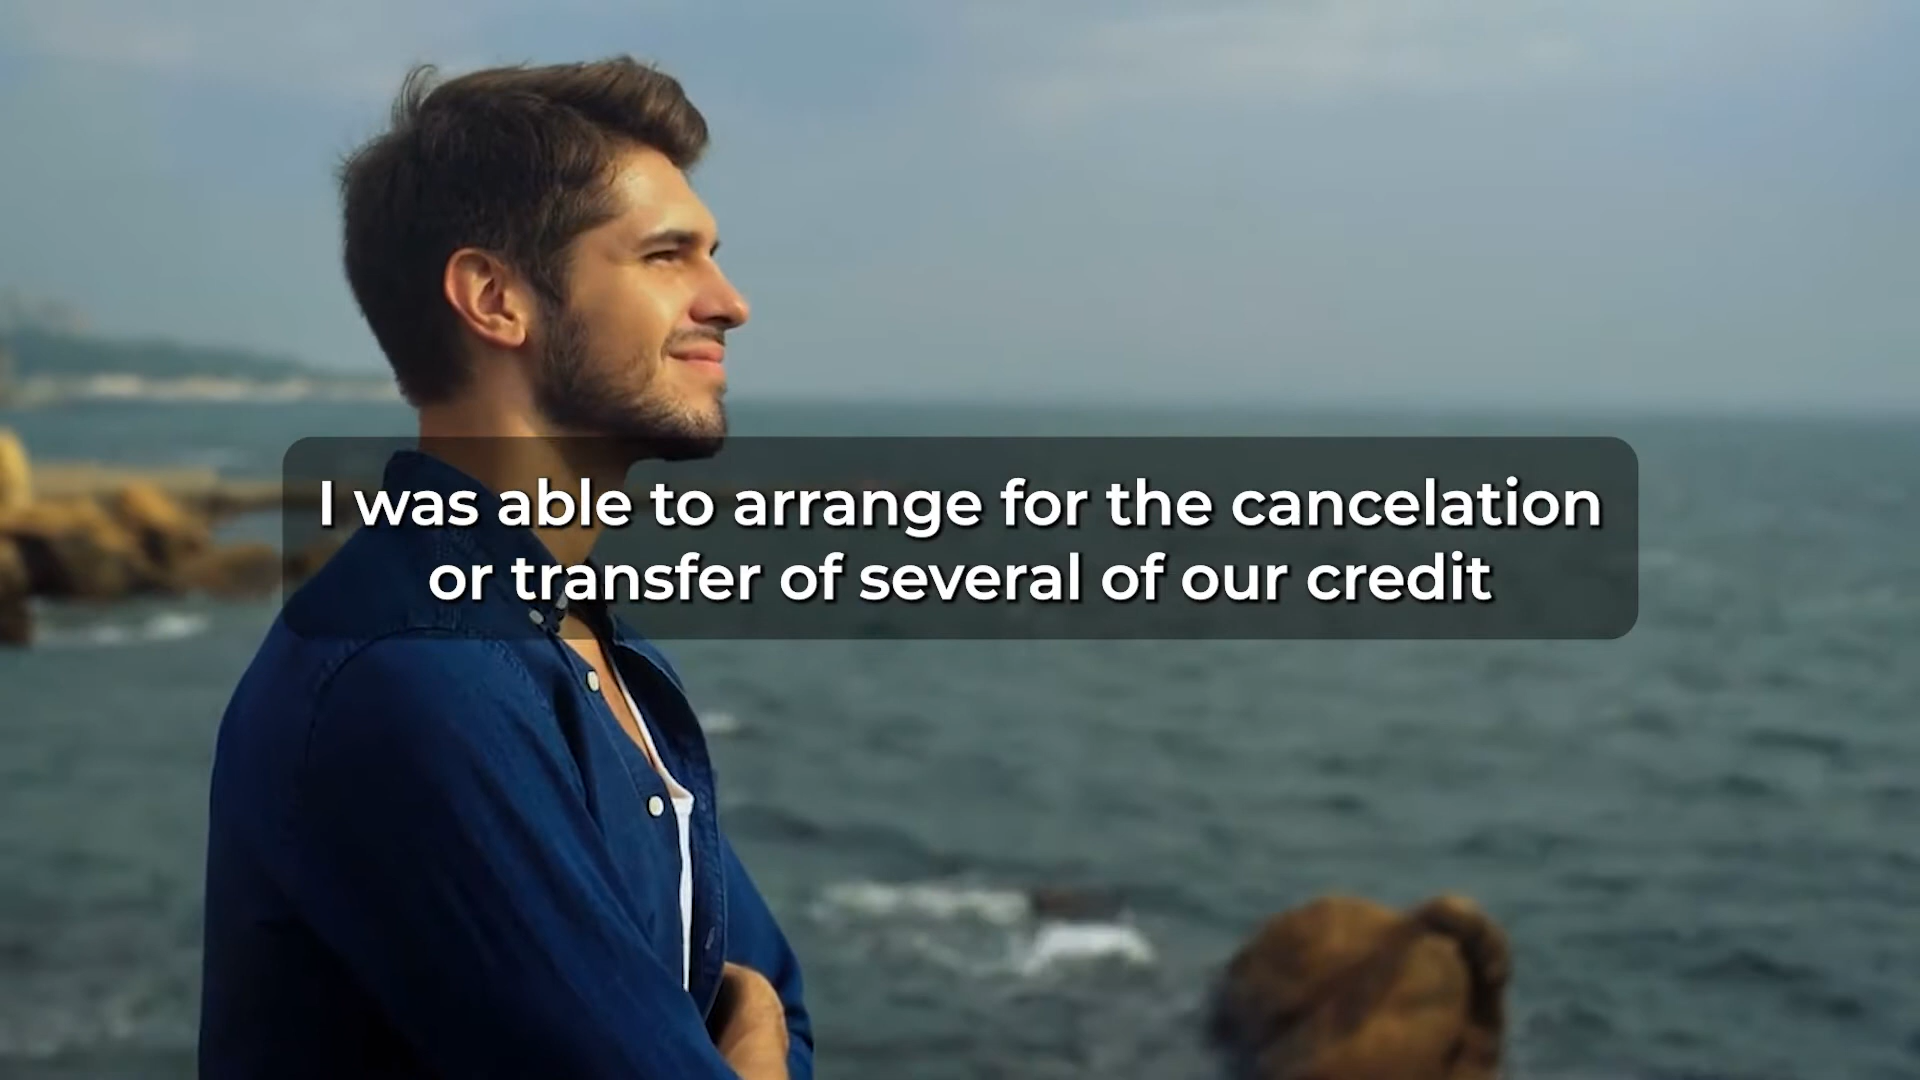 I was able to arrange for the cancelation
or transfer of several of our credit